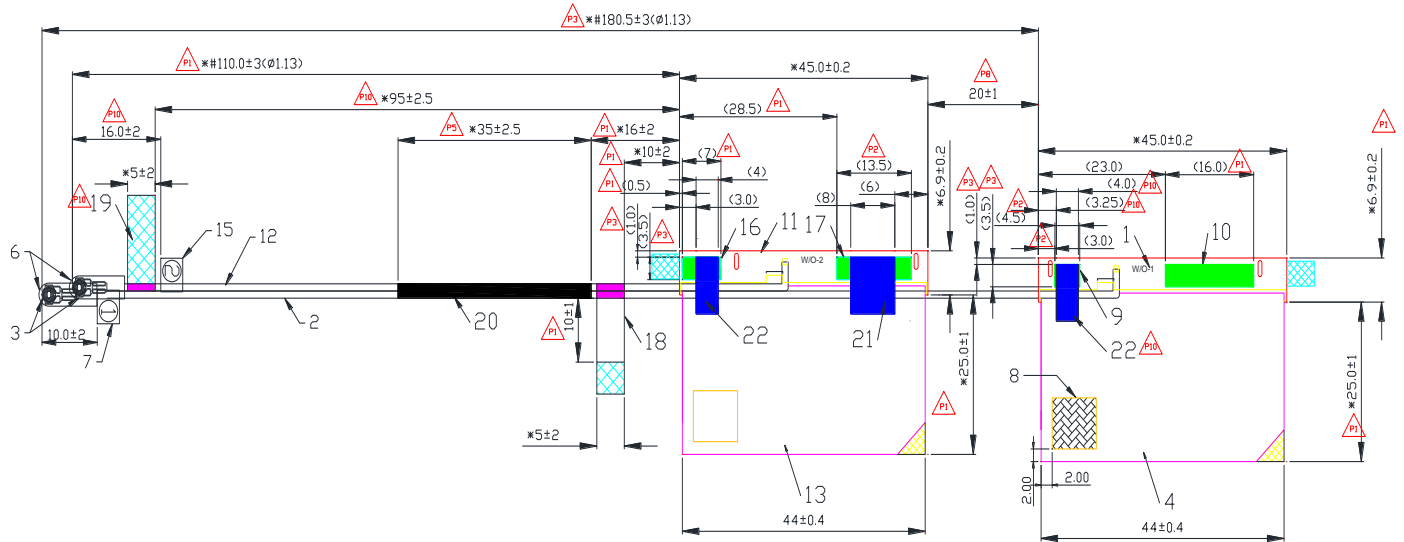 P3 *#180.5±3(Ø1.13)
P1 *#110.0±3(Ø1.13)
*45.0±0.2
P8
20±1
P10 *95±2.5
P10
16.0±2
(28.5) P1
P5 *35±2.5
P1 *16±2
*10±2
P1
P1
(0.5)
P3
(1.0)
(3.5)
P3
(7) P1
(4)
(3.0)
P2
(13.5)
(6)
(8)
*6.9±0.2
*45.0±0.2
(23.0)
(16.0) P1
(4.0) P10
(3.25) P10
(3.0)
P3
P3
(1.0)
(3.5)
P2
(4.5)
P2
P1
*6.9±0.2
*5±2
P10
19
15
12
2
16
11
17
W/O-2
1
W/O-1
10
6
3
10.0±2
1
7
2
20
10±1
P1
18
22
21
9
22 P10
8
*25.0±1
P1
*25.0±1
P1
*5±2
13
4
2.00
2.00
44±0.4
44±0.4